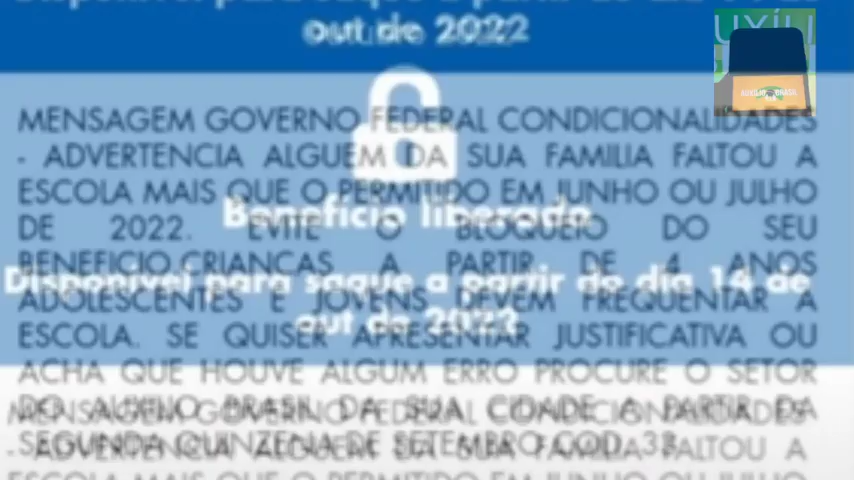 out de 2022
UXÍLI
AUXÍLIO BRASIL
MENSAGEM GOVERNO FEDERAL CONDICIONALIDADES
- ADVERTENCIA ALGUEM DA SUA FAMILIA FALTOU A
ESCOLA MAIS QUE O PERMITIDO EM JUNHO OU JULHO
Benefício liberado
DE 2022. EVITE O BLOQUEIO DO SEU
BENEFICIO.CRIANCAS A PARTIR DE 4 ANOS
Disponível para saque a partir do dia 14 de
ADOLESCENTES E JOVENS DEVEM FREQUENTAR A
out de 2022
ESCOLA. SE QUISER APRESENTAR JUSTIFICATIVA OU
ACHA QUE HOUVE ALGUM ERRO PROCURE O SETOR
DO AUXILIO BRASIL DA SUA CIDADE A PARTIR DA
MENSAGEM GOVERNO FEDERAL CONDICIONALIDADES
SEGUNDA QUINZENA DE SETEMBRO.COD. 33
- ADVERTENCIA ALGUEM DA SUA FAMILIA FALTOU A
ESCOLA MAIS QUE O PERMITIDO EM JUNHO OU JULHO